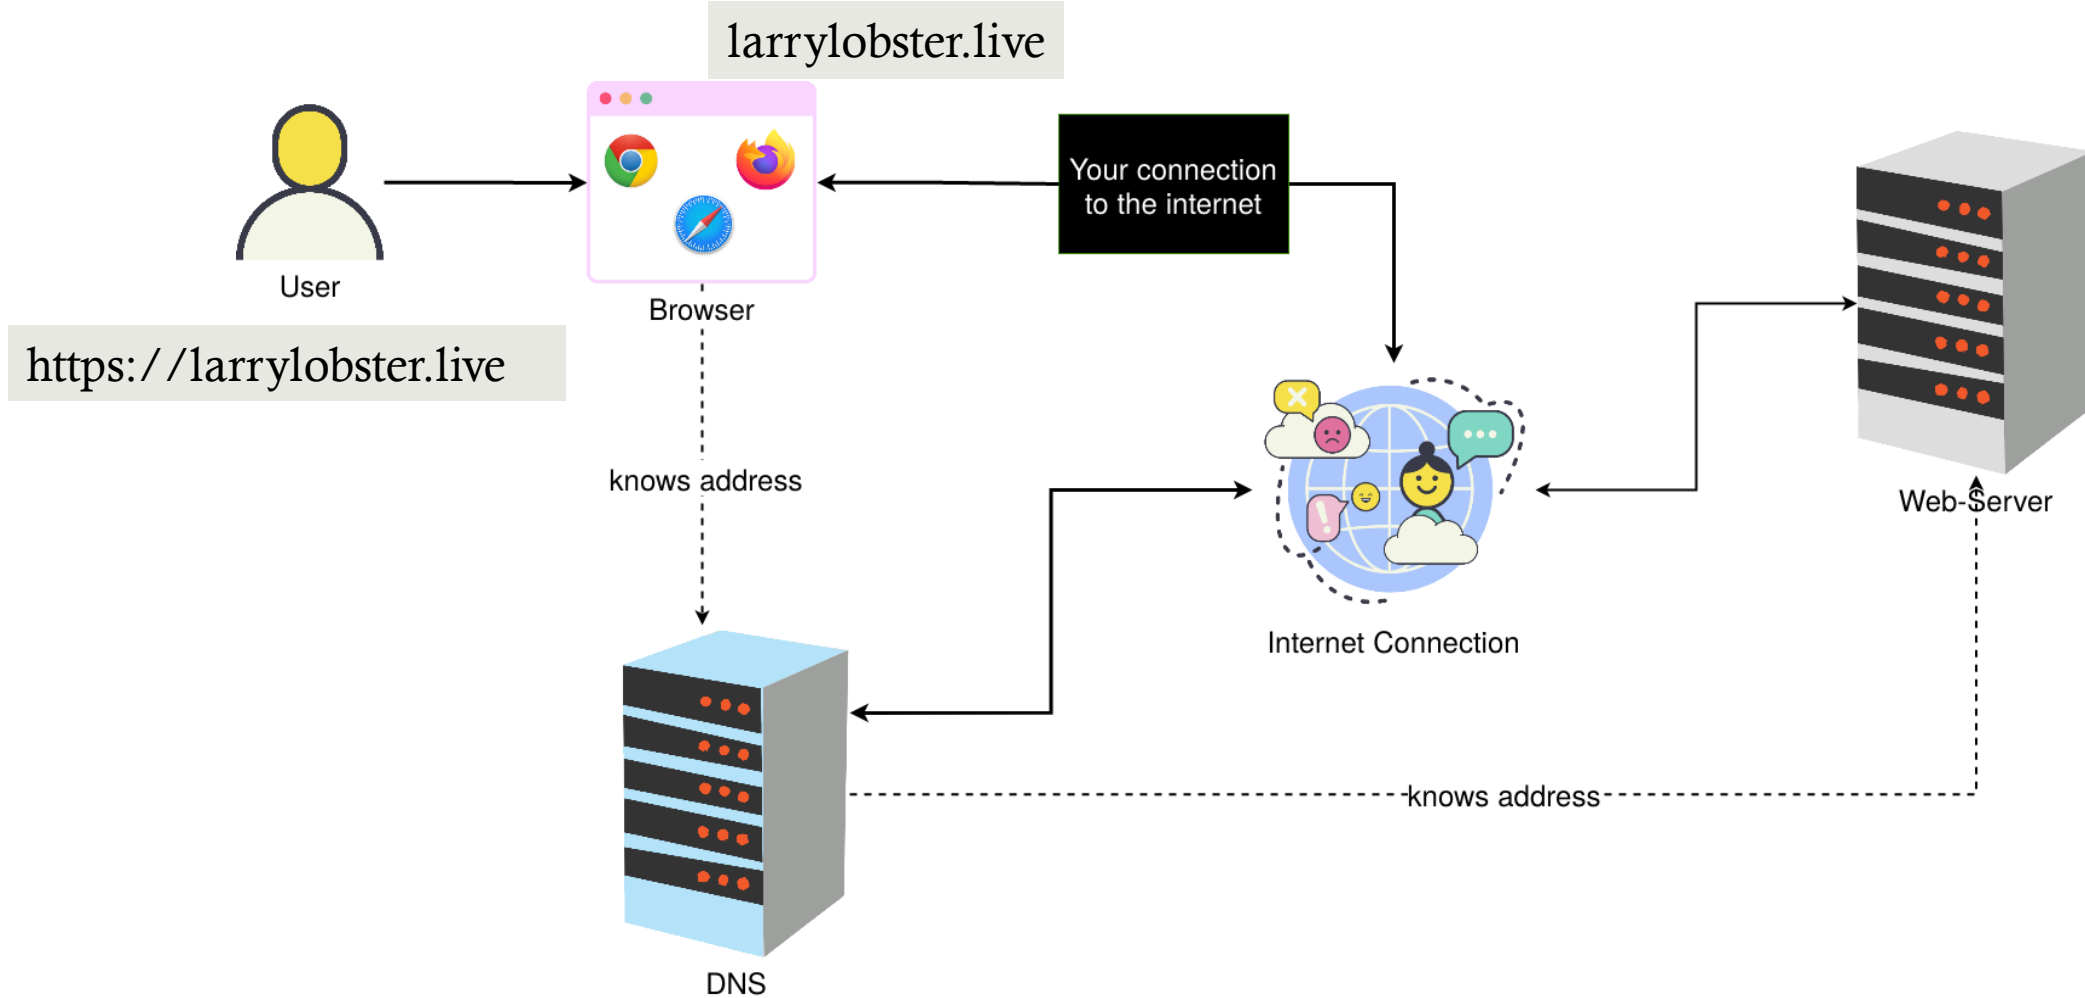 larrylobster.live
Your connection
to the internet
User
Browser
https://larrylobster.live
knows address
Web-Server
Internet Connection
knows address
DNS